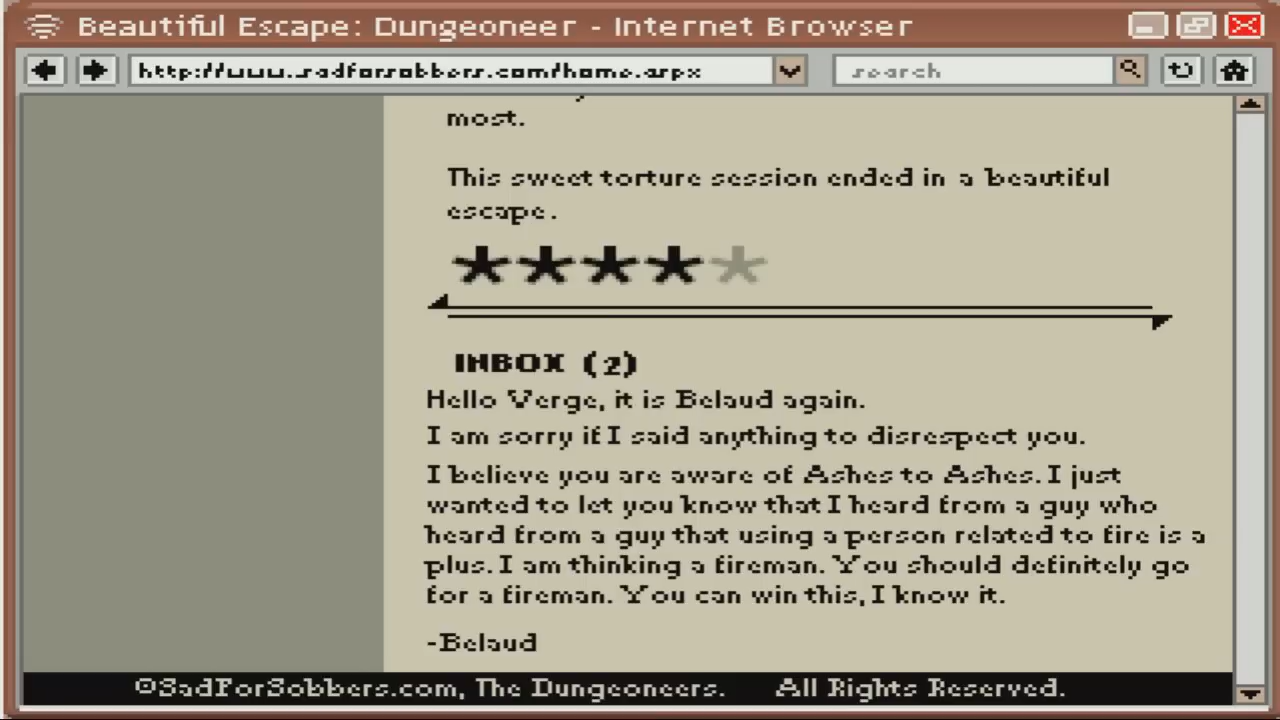 Beautiful Escape: Dungeoneer - Internet Browser
http://www.sadforsobbers.com/home.aspx
search
most.
This sweet torture session ended in a beautiful
escape.
INBOX (2)
Hello Verge, it is Belaud again.
I am sorry if I said anything to disrespect you.
I believe you are aware of Ashes to Ashes. I just
wanted to let you know that I heard from a guy who
heard from a guy that using a person related to fire is a
plus. I am thinking a fireman. You should definitely go
for a fireman. You can win this, I know it.
-Belaud
©SadForSobbers.com, The Dungeoneers. All Rights Reserved.